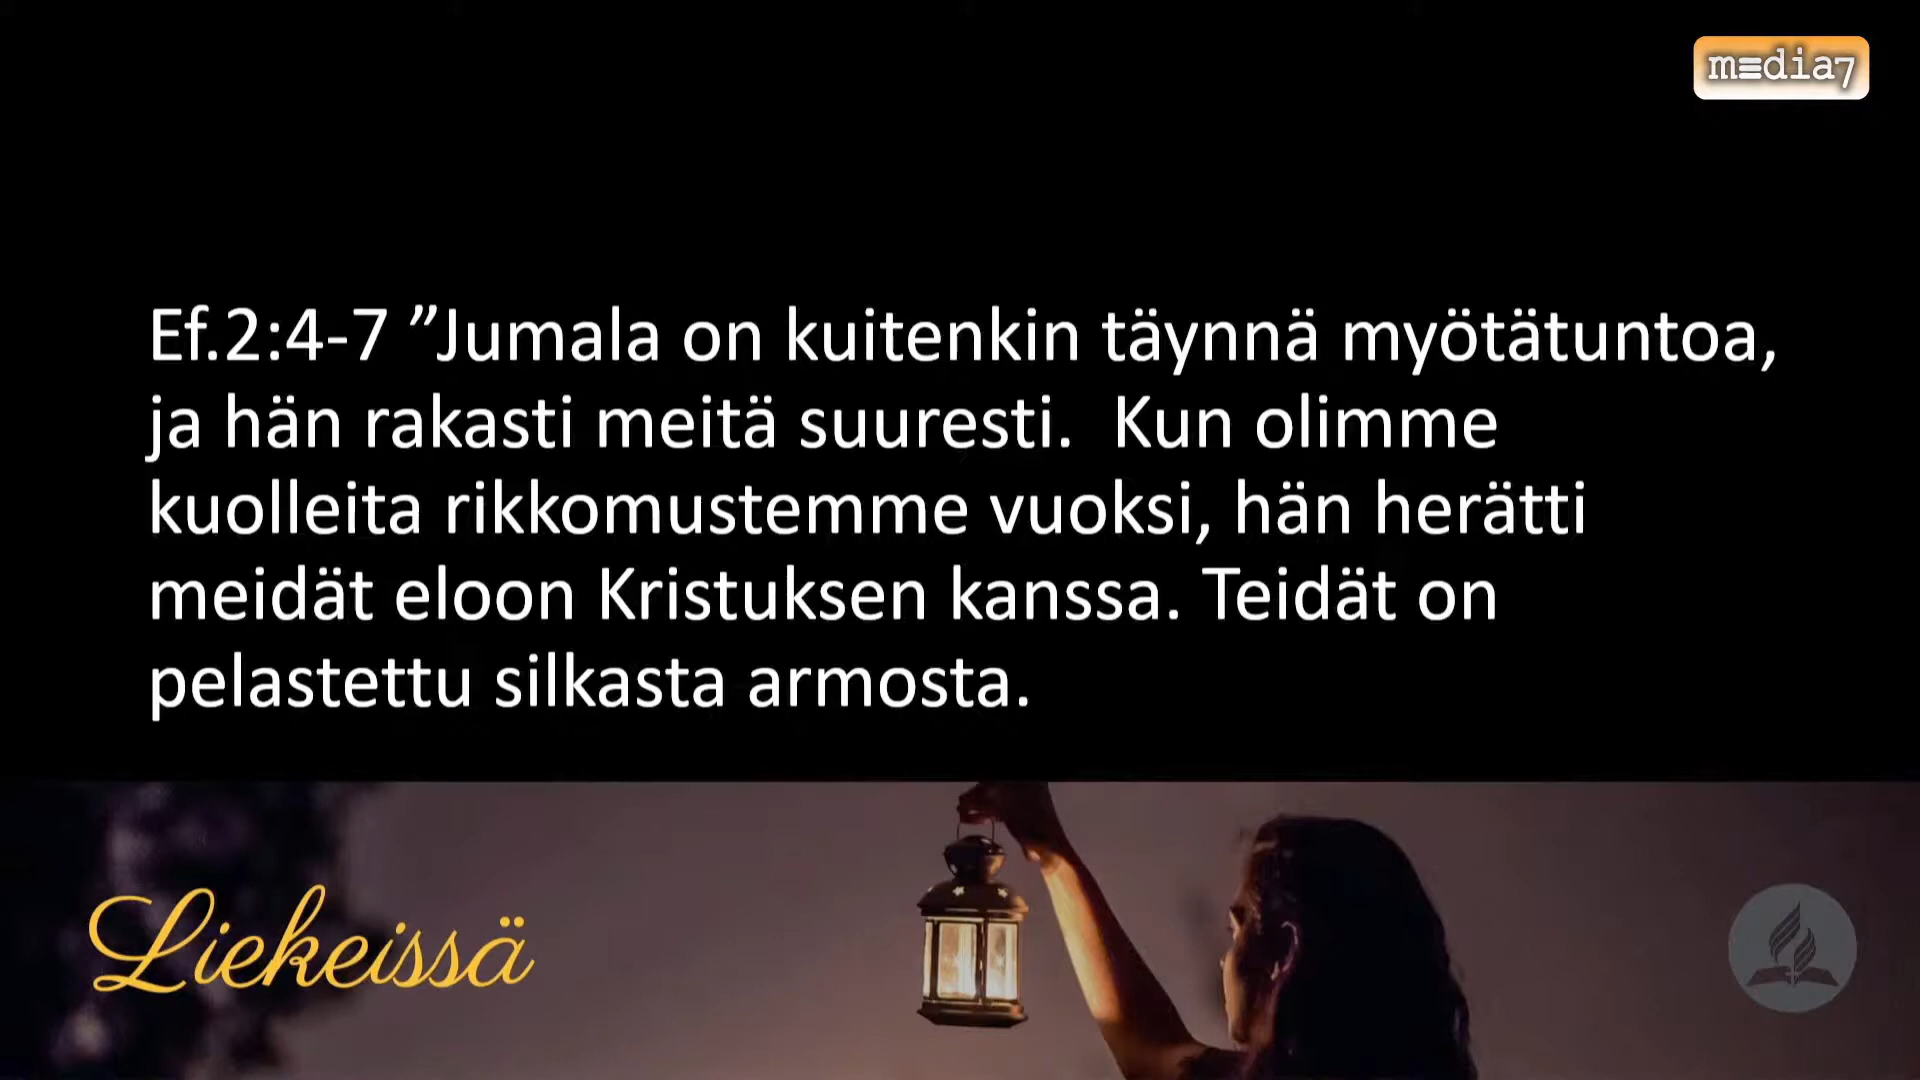 media7
Ef.2:4-7 ”Jumala on kuitenkin täynnä myötätuntoa,
ja hän rakasti meitä suuresti.  Kun olimme
kuolleita rikkomustemme vuoksi, hän herätti
meidät eloon Kristuksen kanssa. Teidät on
pelastettu silkasta armosta.
Liekeissä